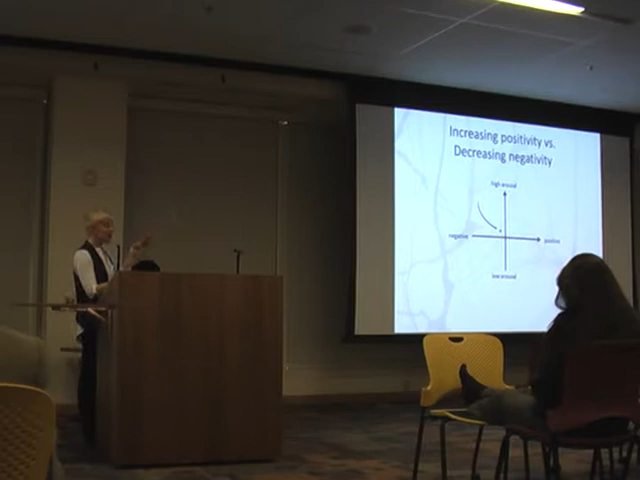 Increasing positivity vs.
Decreasing negativity
high arousal
negative
positive
low arousal